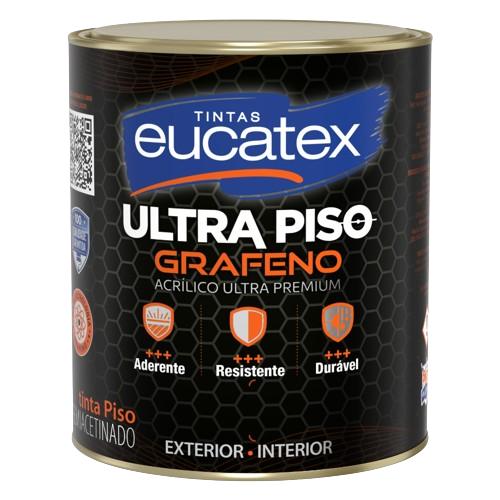 TINTAS
eucatex
ULTRA PISO
GRAFENO
ACRÍLICO ULTRA PREMIUM
+++ +++ +++
Aderente Resistente Durável
tinta Piso
ACETINADO
EXTERIOR • INTERIOR